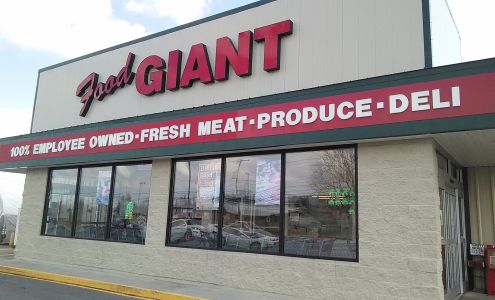 Food GIANT
100% EMPLOYEE OWNED-FRESH MEAT-PRODUCE-DELI